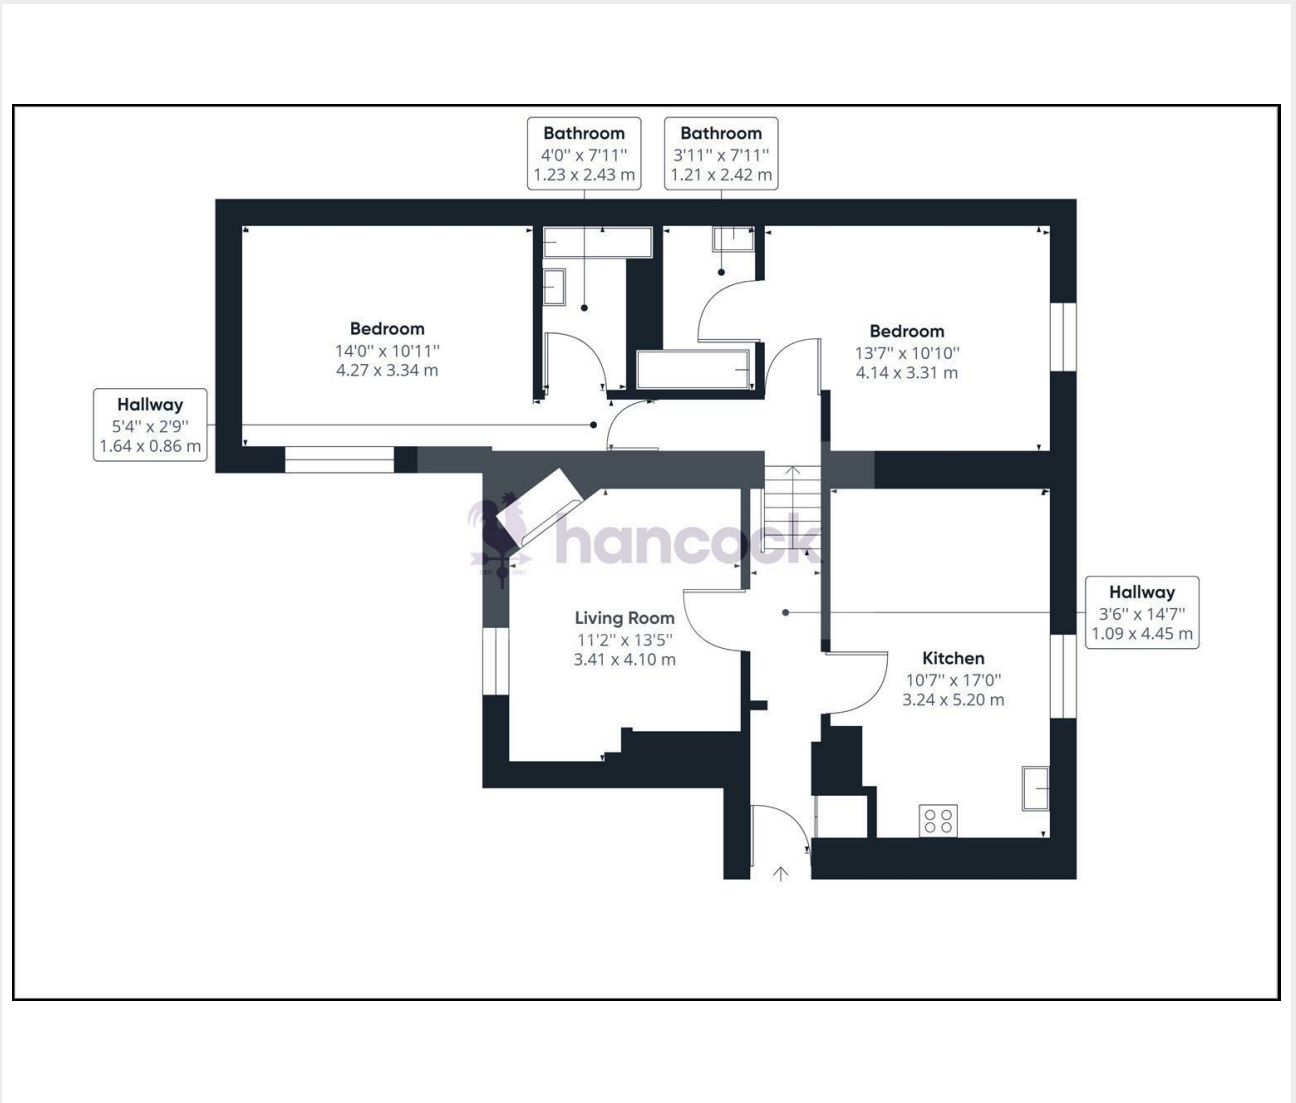 Bathroom
4'0" x 7'11"
1.23 x 2.43 m
Bathroom
3'11" x 7'11"
1.21 x 2.42 m
Bedroom
14'0" x 10'11"
4.27 x 3.34 m
Bedroom
13'7" x 10'10"
4.14 x 3.31 m
Hallway
5'4" x 2'9"
1.64 x 0.86 m
hancock
Living Room
11'2" x 13'5"
3.41 x 4.10 m
Hallway
3'6" x 14'7"
1.09 x 4.45 m
Kitchen
10'7" x 17'0"
3.24 x 5.20 m